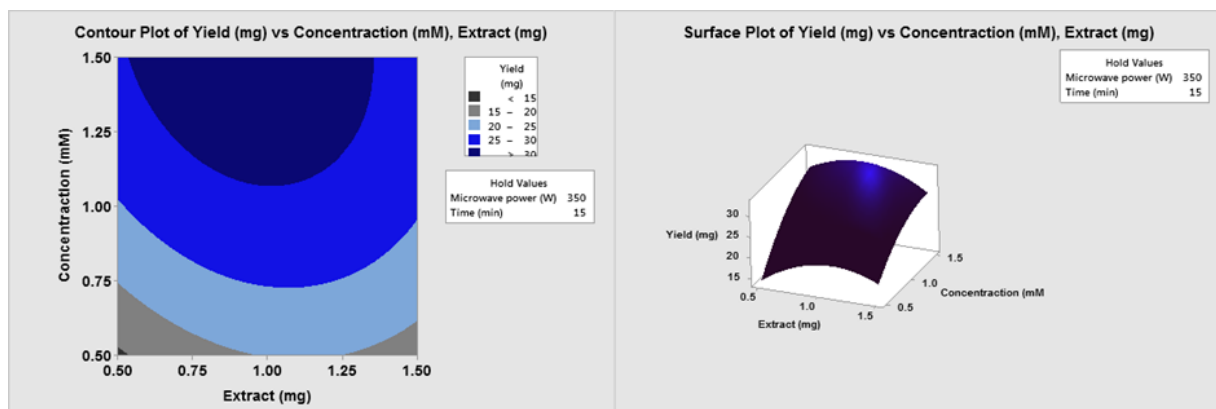 Contour Plot of Yield (mg) vs Concentraction (mM), Extract (mg)
1.50
1.25
1.00
0.75
0.50
Concentraction (mM)
0.50 0.75 1.00 1.25 1.50
Extract (mg)
Yield
(mg)
< 15
15 – 20
20 – 25
25 – 30
> 30
Hold Values
Microwave power (W) 350
Time (min) 15
Surface Plot of Yield (mg) vs Concentraction (mM), Extract (mg)
Hold Values
Microwave power (W) 350
Time (min) 15
30
25
20
15
Yield (mg)
0.5 1.0 1.5
Extract (mg)
1.5
1.0
0.5
Concentraction (mM